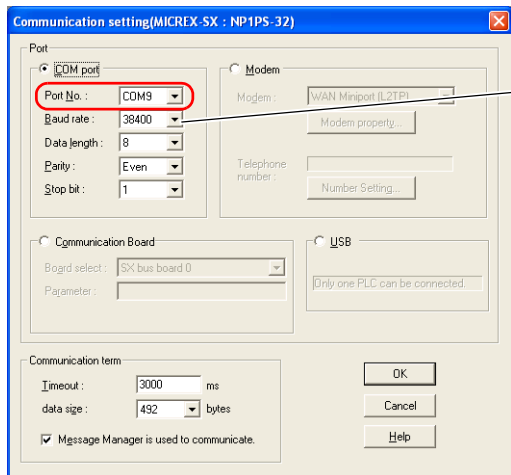 Communication setting(MICREX-SX : NP1PS-32)
Port
COM port
Port No. : COM9
Baud rate : 38400
Data length : 8
Parity : Even
Stop bit : 1
Modem
Modem : WAN Miniport (L2TP)
Modem property...
Telephone
number :
Number Setting...
Communication Board
Board select : SX bus board 0
Parameter :
USB
Only one PLC can be connected.
Communication term
Timeout : 3000 ms
data size : 492 bytes
Message Manager is used to communicate.
OK
Cancel
Help